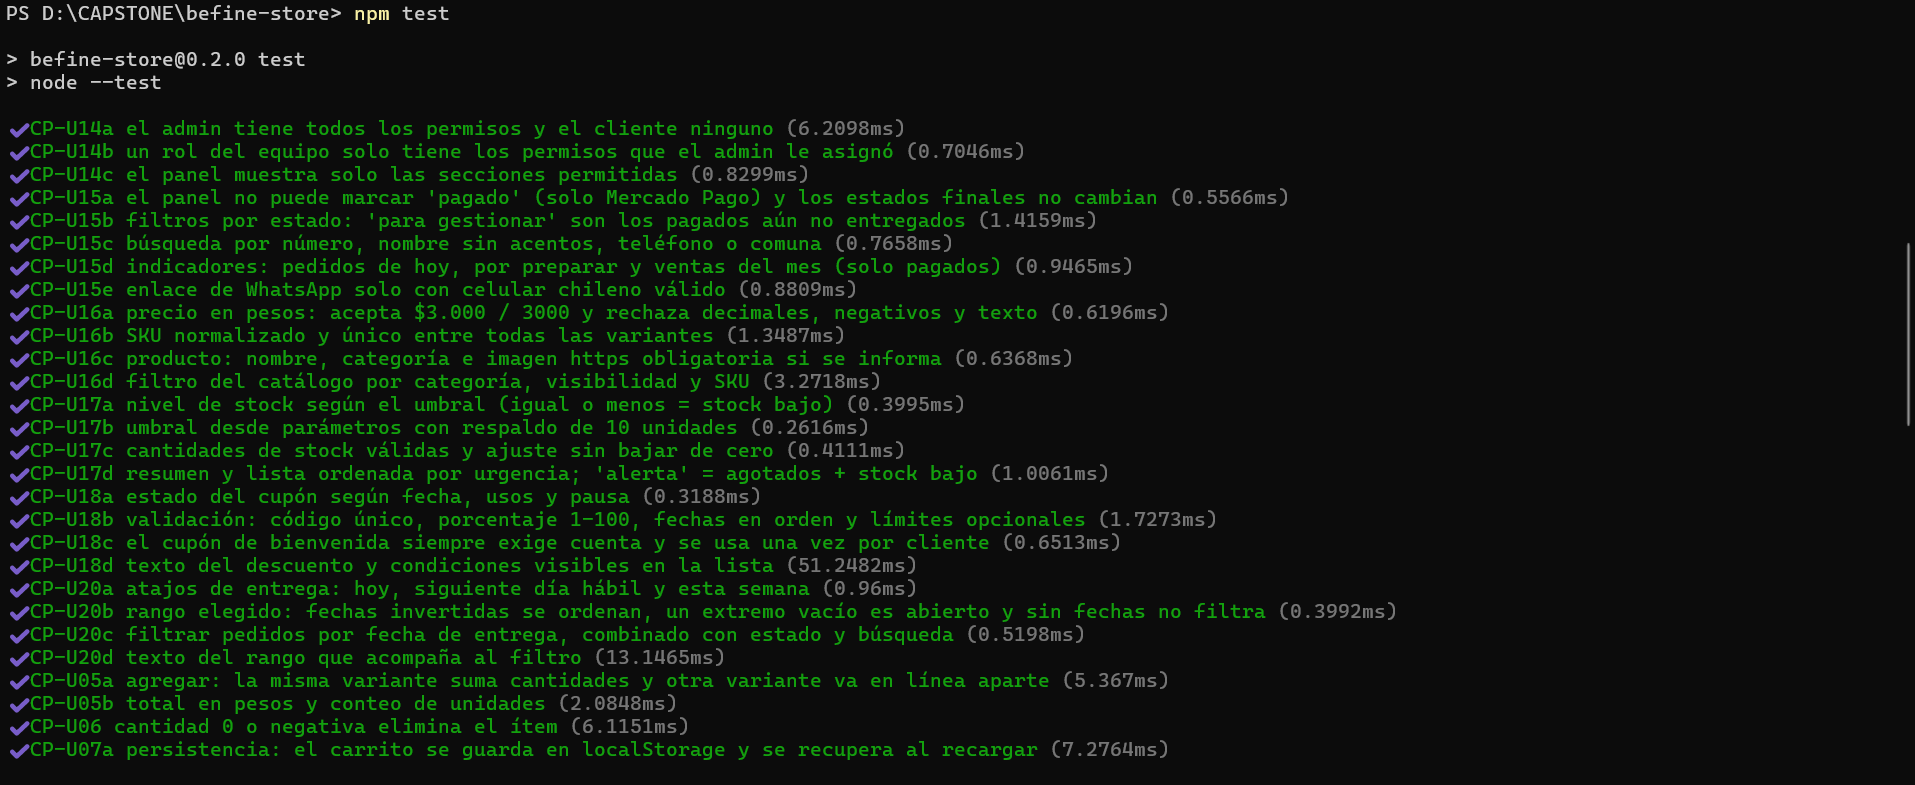 PS D:\CAPSTONE\befine-store> npm test
> befine-store@0.2.0 test
> node --test
✔CP-U14a el admin tiene todos los permisos y el cliente ninguno (6.2098ms)
✔CP-U14b un rol del equipo solo tiene los permisos que el admin le asignó (0.7046ms)
✔CP-U14c el panel muestra solo las secciones permitidas (0.8299ms)
✔CP-U15a el panel no puede marcar 'pagado' (solo Mercado Pago) y los estados finales no cambian (0.5566ms)
✔CP-U15b filtros por estado: 'para gestionar' son los pagados aún no entregados (1.4159ms)
✔CP-U15c búsqueda por número, nombre sin acentos, teléfono o comuna (0.7658ms)
✔CP-U15d indicadores: pedidos de hoy, por preparar y ventas del mes (solo pagados) (0.9465ms)
✔CP-U15e enlace de WhatsApp solo con celular chileno válido (0.8809ms)
✔CP-U16a precio en pesos: acepta $3.000 / 3000 y rechaza decimales, negativos y texto (0.6196ms)
✔CP-U16b SKU normalizado y único entre todas las variantes (1.3487ms)
✔CP-U16c producto: nombre, categoría e imagen https obligatoria si se informa (0.6368ms)
✔CP-U16d filtro del catálogo por categoría, visibilidad y SKU (3.2718ms)
✔CP-U17a nivel de stock según el umbral (igual o menos = stock bajo) (0.3995ms)
✔CP-U17b umbral desde parámetros con respaldo de 10 unidades (0.2616ms)
✔CP-U17c cantidades de stock válidas y ajuste sin bajar de cero (0.4111ms)
✔CP-U17d resumen y lista ordenada por urgencia; 'alerta' = agotados + stock bajo (1.0061ms)
✔CP-U18a estado del cupón según fecha, usos y pausa (0.3188ms)
✔CP-U18b validación: código único, porcentaje 1-100, fechas en orden y límites opcionales (1.7273ms)
✔CP-U18c el cupón de bienvenida siempre exige cuenta y se usa una vez por cliente (0.6513ms)
✔CP-U18d texto del descuento y condiciones visibles en la lista (51.2482ms)
✔CP-U20a atajos de entrega: hoy, siguiente día hábil y esta semana (0.96ms)
✔CP-U20b rango elegido: fechas invertidas se ordenan, un extremo vacío es abierto y sin fechas no filtra (0.3992ms)
✔CP-U20c filtrar pedidos por fecha de entrega, combinado con estado y búsqueda (0.5198ms)
✔CP-U20d texto del rango que acompaña al filtro (13.1465ms)
✔CP-U05a agregar: la misma variante suma cantidades y otra variante va en línea aparte (5.367ms)
✔CP-U05b total en pesos y conteo de unidades (2.0848ms)
✔CP-U06 cantidad 0 o negativa elimina el ítem (6.1151ms)
✔CP-U07a persistencia: el carrito se guarda en localStorage y se recupera al recargar (7.2764ms)